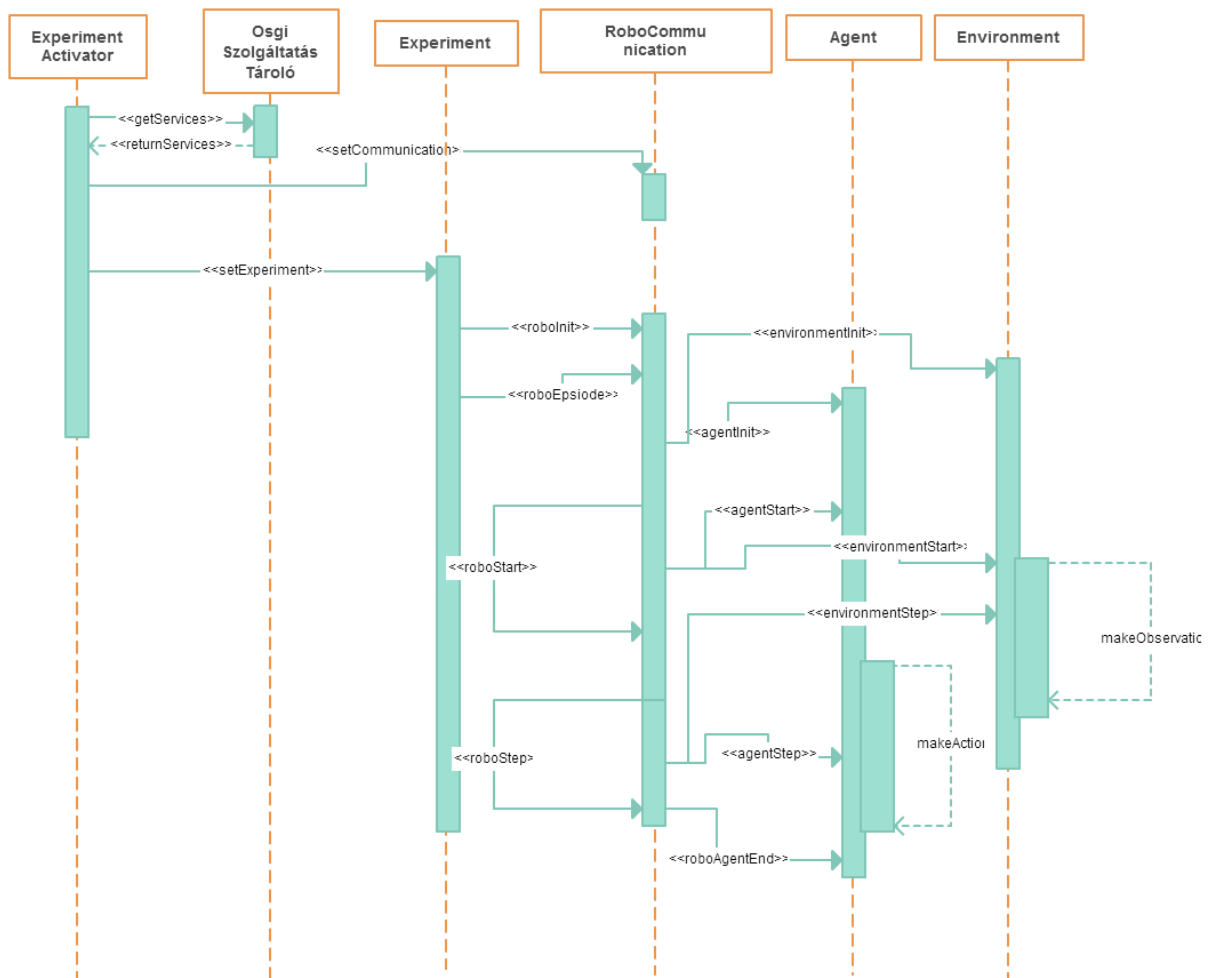 Experiment
Activator
Osgi
Szolgáltatás
Tároló
Experiment
RoboCommu
nication
Agent
Environment
<<getServices>>
<<returnServices>>
<<setCommunication>
<<setExperiment>>
<<roboInit>>
<<environmentInit>
<<roboEpsiode>>
<<agentInit>>
<<agentStart>>
<<environmentStart>
<<roboStart>>
<<environmentStep>
makeObservatic
<<roboStep>
<<agentStep>>
makeAction
<<roboAgentEnd>>